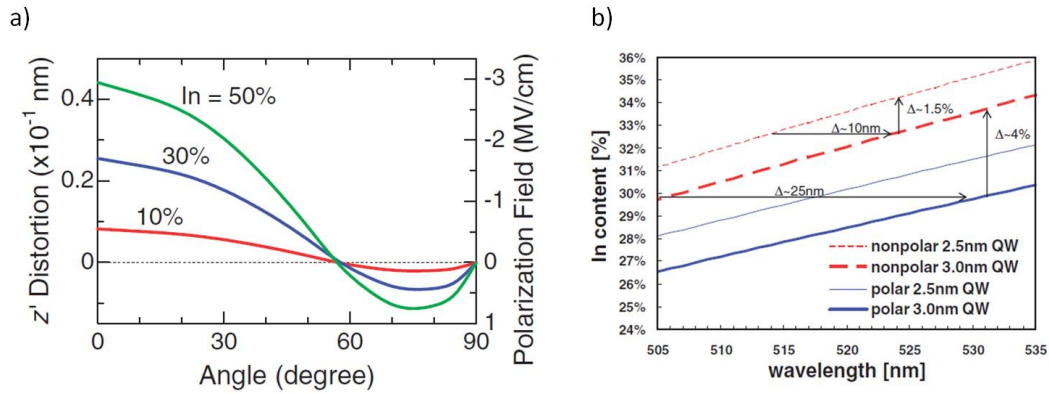 a)
z' Distortion (x10⁻¹ nm)
0.4
0.2
0
In = 50%
30%
10%
-3
-2
-1
0
1
Polarization Field (MV/cm)
0
30
60
90
Angle (degree)
b)
In content [%]
36%
35%
34%
33%
32%
31%
30%
29%
28%
27%
26%
25%
24%
Δ~1.5%
Δ~10nm
Δ~4%
Δ~25nm
nonpolar 2.5nm QW
nonpolar 3.0nm QW
polar 2.5nm QW
polar 3.0nm QW
505
510
515
520
525
530
535
wavelength [nm]